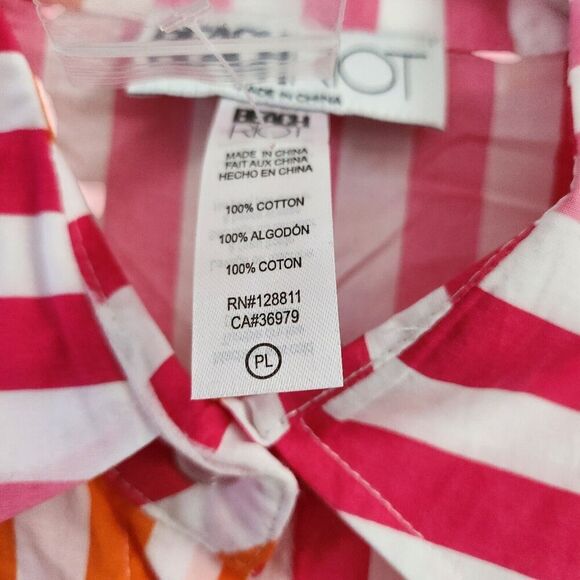 BEACH RIOT
MADE IN CHINA
BEACH
RIOT
MADE IN CHINA
FAIT AUX CHINA
HECHO EN CHINA
100% COTTON
100% ALGODÓN
100% COTON
RN#128811
CA#36979
PL